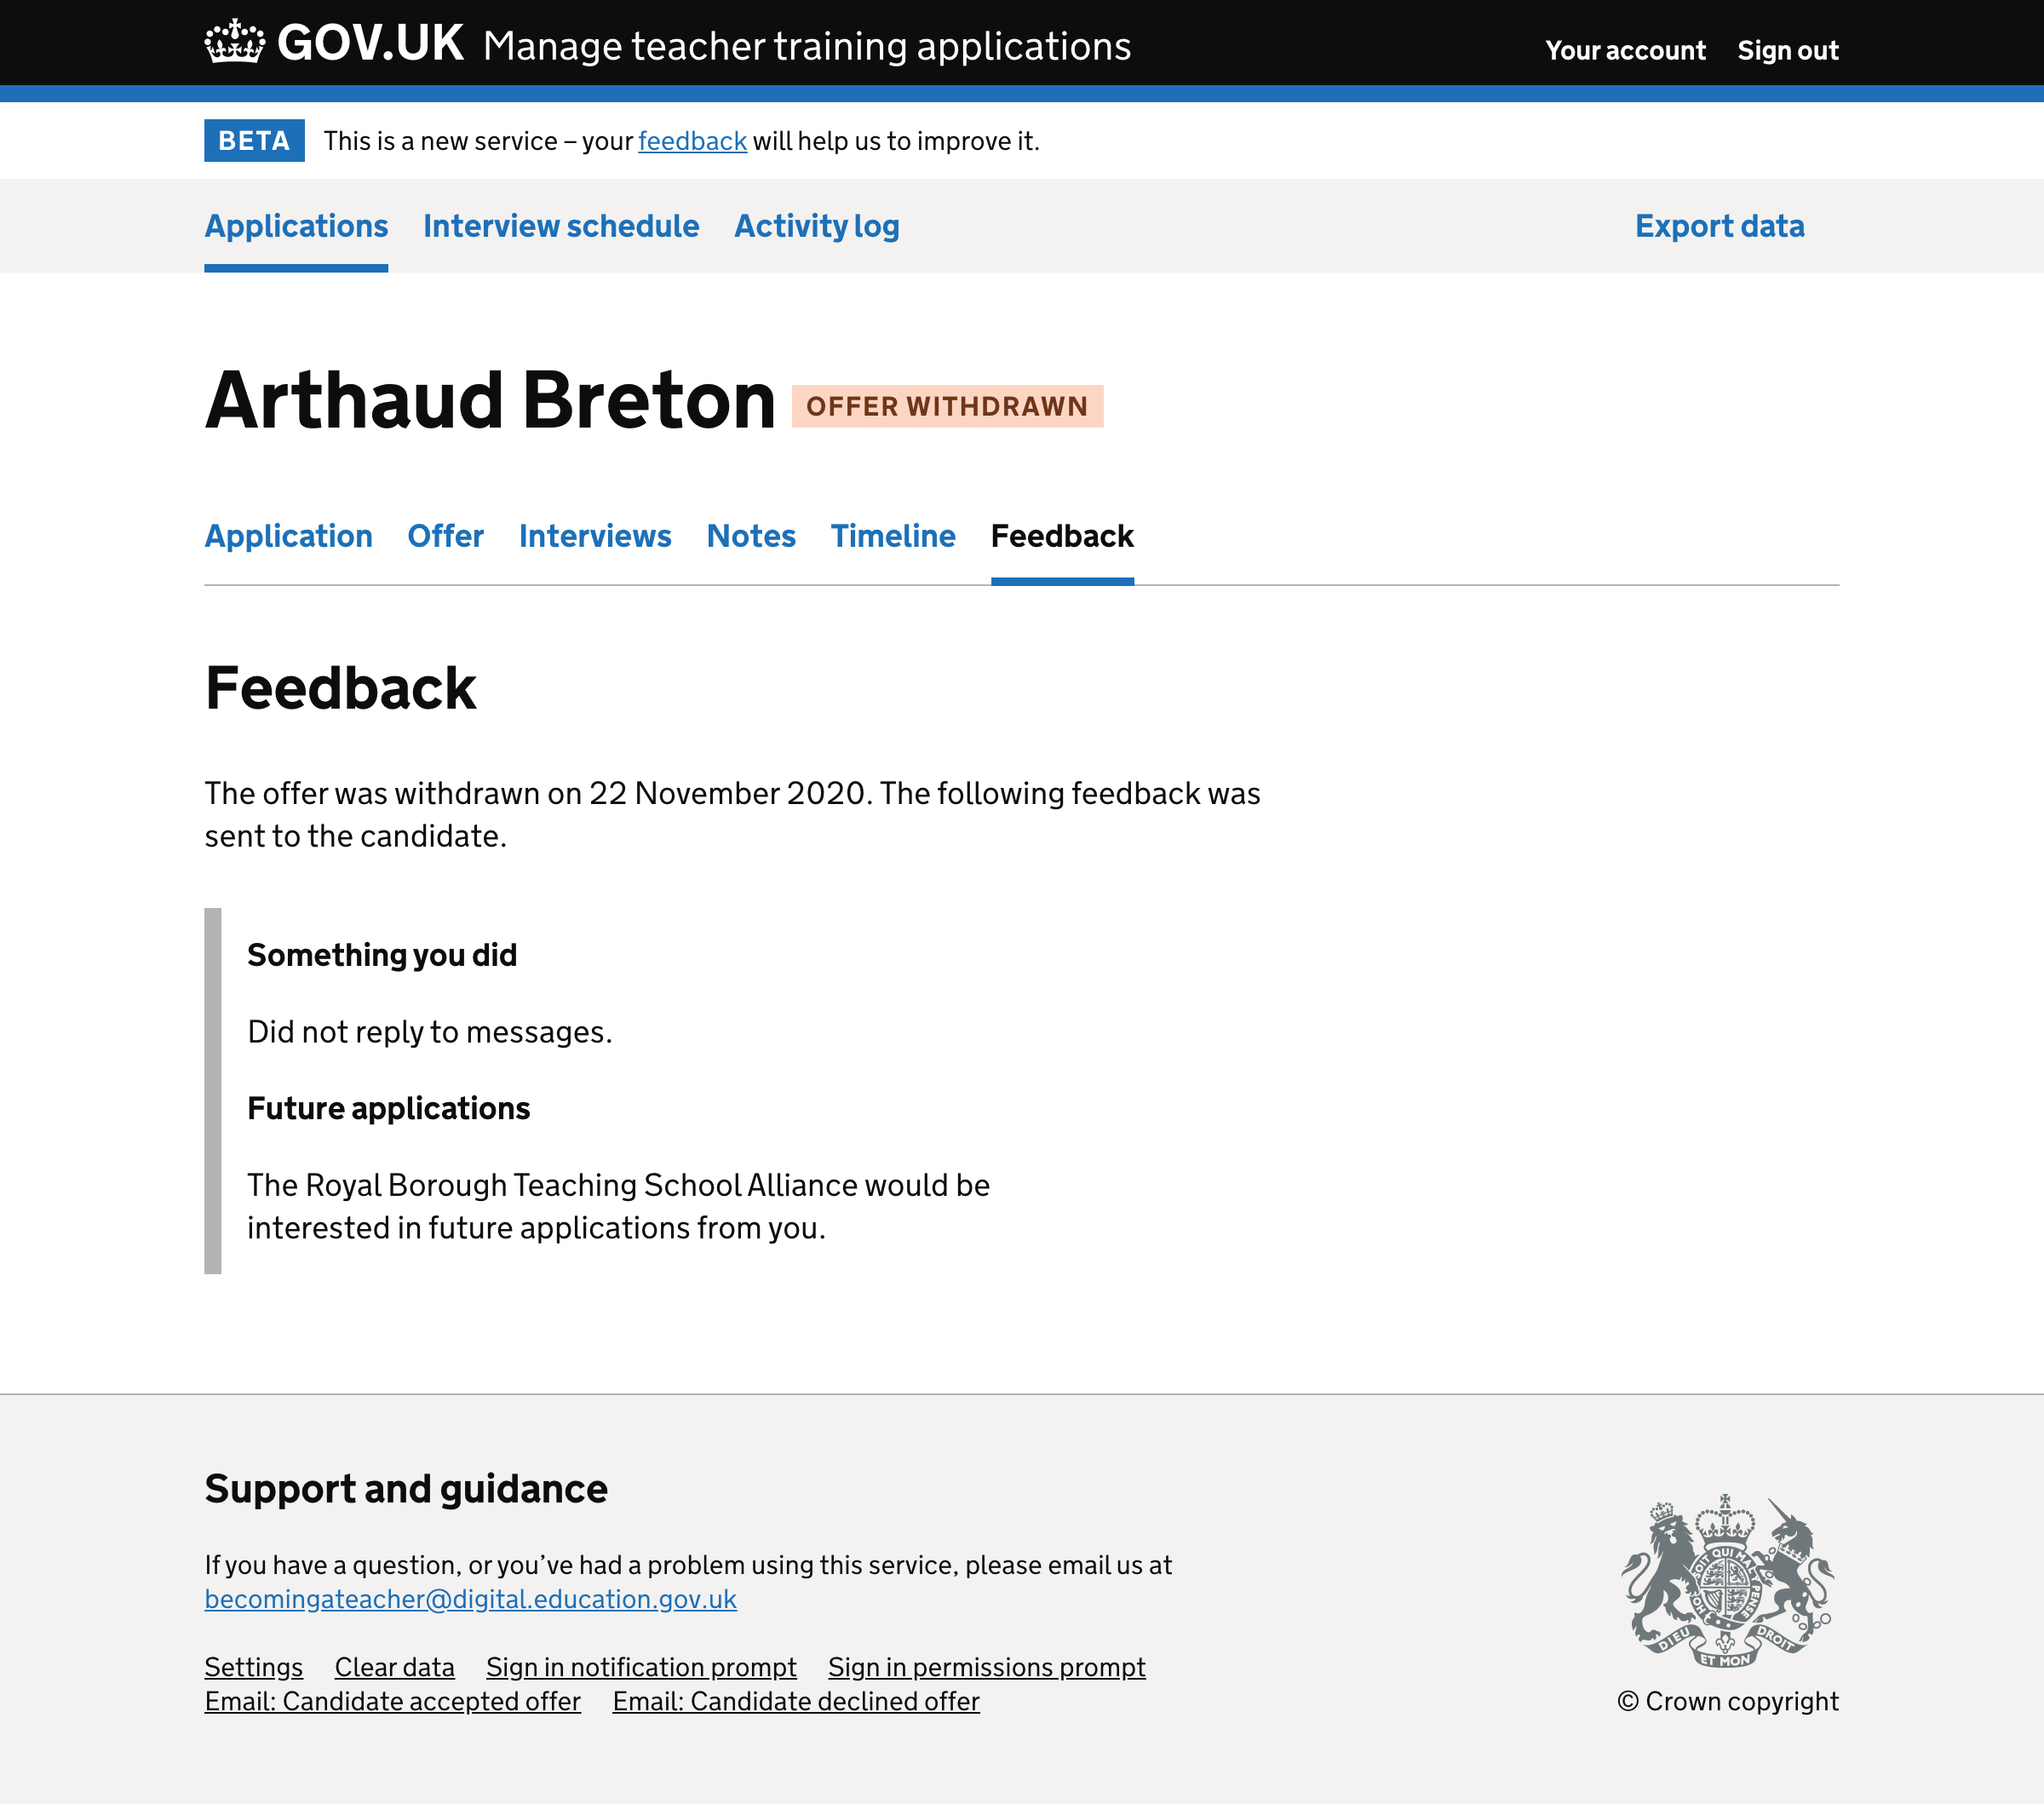 GOV.UK Manage teacher training applications
Your account Sign out
BETA This is a new service – your feedback will help us to improve it.
Applications Interview schedule Activity log Export data
Arthaud Breton OFFER WITHDRAWN
Application Offer Interviews Notes Timeline Feedback
Feedback
The offer was withdrawn on 22 November 2020. The following feedback was
sent to the candidate.
Something you did
Did not reply to messages.
Future applications
The Royal Borough Teaching School Alliance would be
interested in future applications from you.
Support and guidance
If you have a question, or you’ve had a problem using this service, please email us at
becomingateacher@digital.education.gov.uk
Settings Clear data Sign in notification prompt Sign in permissions prompt
Email: Candidate accepted offer Email: Candidate declined offer
DIEU ET MON DROIT
© Crown copyright